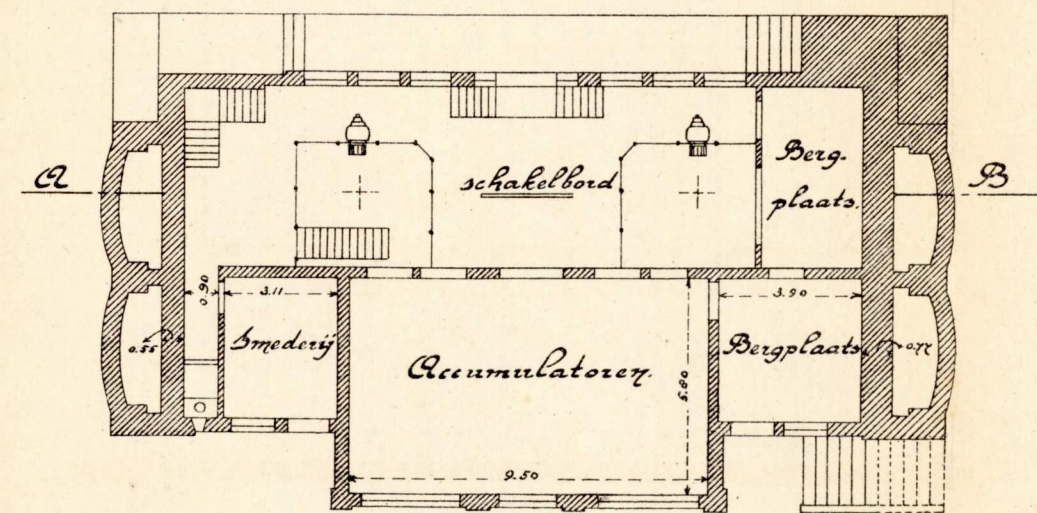 A
schakelbord
Berg-
plaats.
B
0.90
3.11
3.90
0.55
Smederij
Accumulatoren.
5.80
Bergplaats
0.77
9.50